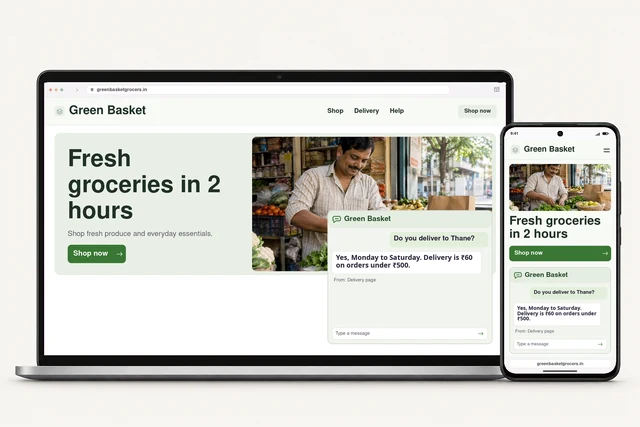 greenbasketgrocers.in
Green Basket
Shop
Delivery
Help
Shop now
Fresh
groceries in 2
hours
Shop fresh produce and everyday essentials.
Shop now →
Green Basket
Do you deliver to Thane?
Yes, Monday to Saturday. Delivery is ₹60
on orders under ₹500.
From: Delivery page
Type a message →
9:41
Green Basket
Fresh groceries
in 2 hours
Shop now →
Green Basket
Do you deliver to Thane?
Yes, Monday to Saturday.
Delivery is ₹60 on orders under
₹500.
From: Delivery page
Type a message →
greenbasketgrocers.in